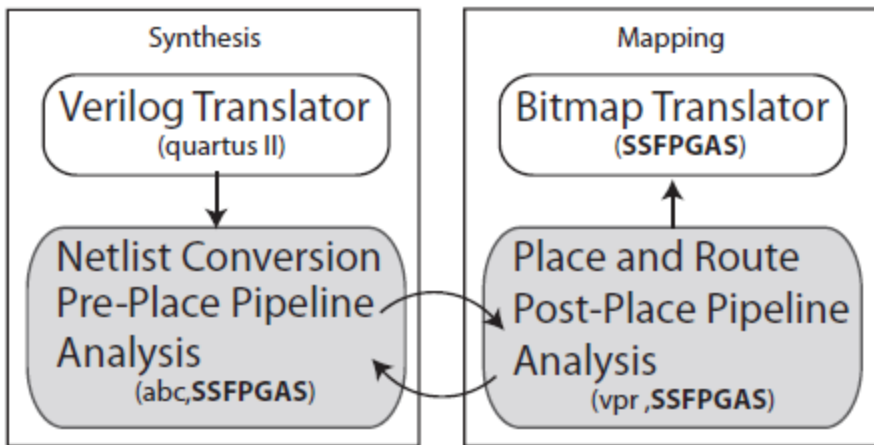 Synthesis
Verilog Translator
(quartus II)
Netlist Conversion
Pre-Place Pipeline
Analysis
(abc,SSFPGAS)
Mapping
Bitmap Translator
(SSFPGAS)
Place and Route
Post-Place Pipeline
Analysis
(vpr ,SSFPGAS)